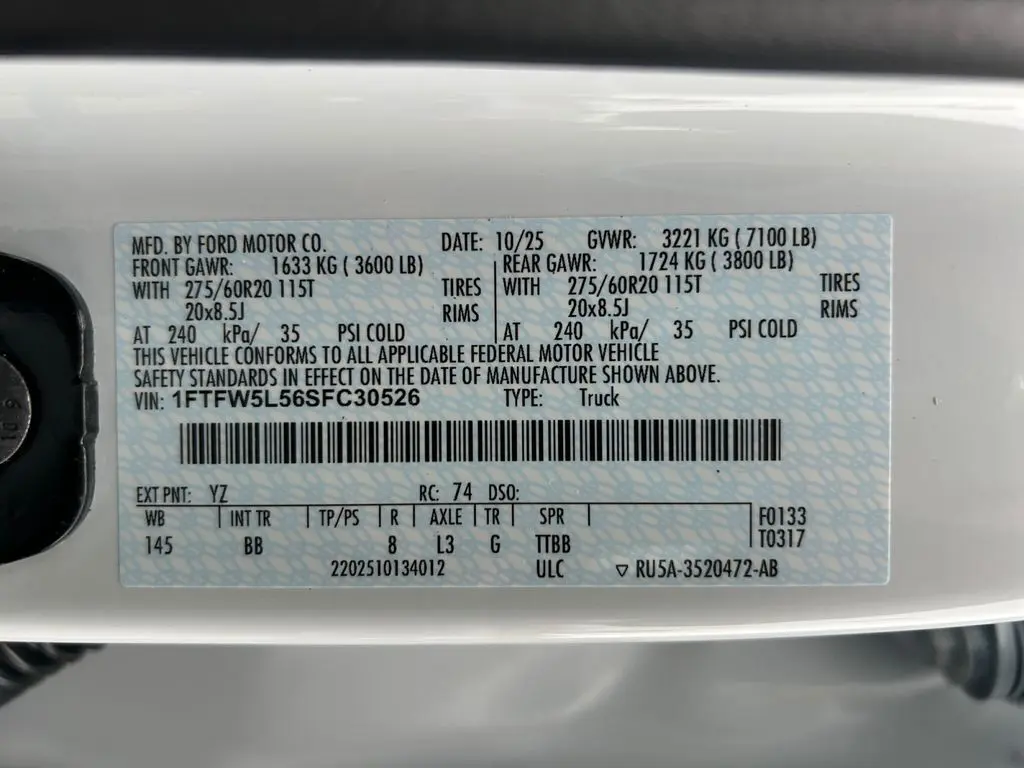 MFD. BY FORD MOTOR CO. DATE: 10/25 GVWR: 3221 KG ( 7100 LB)
FRONT GAWR: 1633 KG ( 3600 LB) REAR GAWR: 1724 KG ( 3800 LB)
WITH 275/60R20 115T TIRES WITH 275/60R20 115T TIRES
20x8.5J RIMS 20x8.5J RIMS
AT 240 kPa/ 35 PSI COLD AT 240 kPa/ 35 PSI COLD
THIS VEHICLE CONFORMS TO ALL APPLICABLE FEDERAL MOTOR VEHICLE
SAFETY STANDARDS IN EFFECT ON THE DATE OF MANUFACTURE SHOWN ABOVE.
VIN: 1FTFW5L56SFC30526 TYPE: Truck
EXT PNT: YZ RC: 74 DSO:
WB INT TR TP/PS R AXLE TR SPR F0133
145 BB 8 L3 G TTBB T0317
2202510134012 ULC ▽ RU5A-3520472-AB